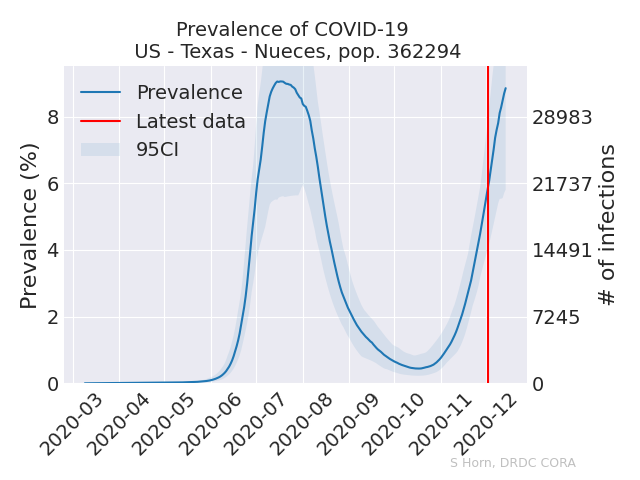 Prevalence of COVID-19
US - Texas - Nueces, pop. 362294
Prevalence
Latest data
95CI
Prevalence (%)
8
6
4
2
0
28983
21737
14491
7245
0
# of infections
2020-03
2020-04
2020-05
2020-06
2020-07
2020-08
2020-09
2020-10
2020-11
2020-12
S Horn, DRDC CORA